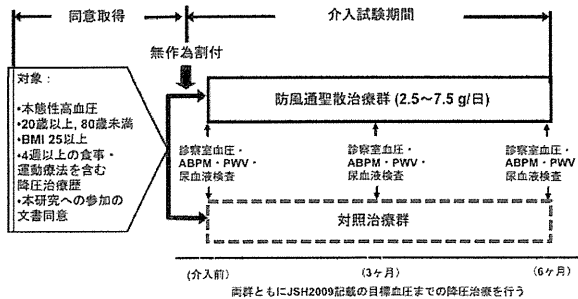 同意取得
介入試験期間
無作為割付
対象：
•本態性高血圧
•20歳以上, 80歳未満
•BMI 25以上
•4週以上の食事・
運動療法を含む
降圧治療歴
•本研究への参加の
文書同意
防風通聖散治療群 (2.5～7.5 g/日)
診察室血圧・
ABPM・PWV・
尿血液検査
診察室血圧・
ABPM・PWV・
尿血液検査
診察室血圧・
ABPM・PWV・
尿血液検査
対照治療群
(介入前)
(3ヶ月)
(6ヶ月)
両群ともにJSH2009記載の目標血圧までの降圧治療を行う